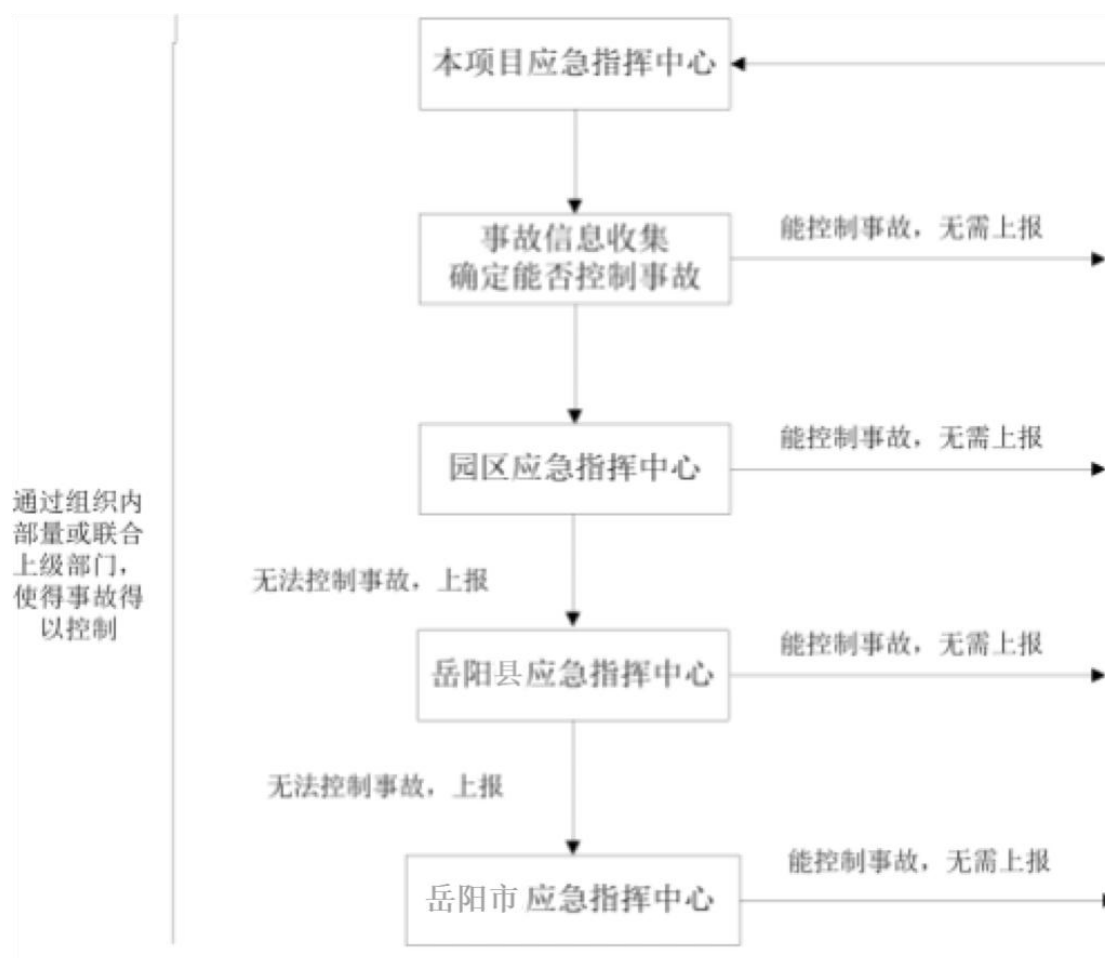 本项目应急指挥中心
事故信息收集
确定能否控制事故
能控制事故，无需上报
园区应急指挥中心
能控制事故，无需上报
通过组织内
部量或联合
上级部门，
使得事故得
以控制
无法控制事故，上报
岳阳县应急指挥中心
能控制事故，无需上报
无法控制事故，上报
岳阳市应急指挥中心
能控制事故，无需上报